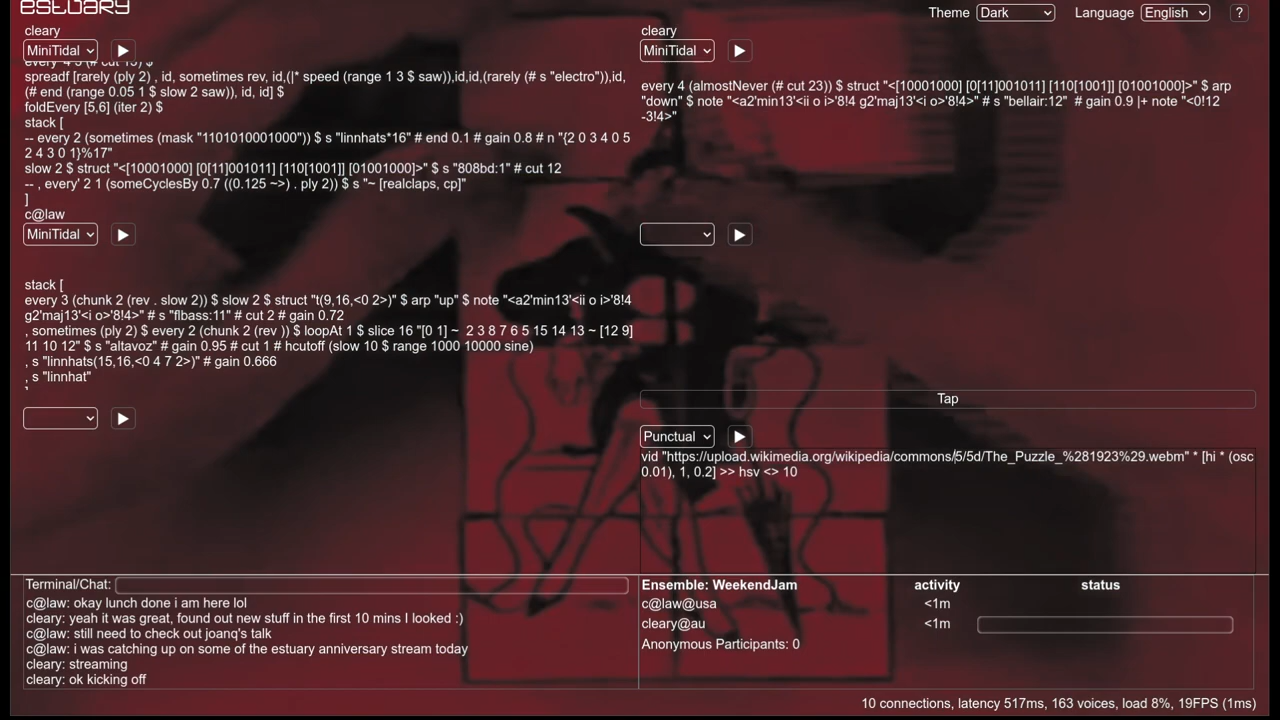 estuary
Theme Dark Language English ?
cleary
MiniTidal
every 4 5 (# cut 15) $
spreadf [rarely (ply 2) , id, sometimes rev, id,(|* speed (range 1 3 $ saw)),id,id,(rarely (# s "electro")),id,
(# end (range 0.05 1 $ slow 2 saw)), id, id] $
foldEvery [5,6] (iter 2) $
stack [
-- every 2 (sometimes (mask "1101010001000")) $ s "linnhats*16" # end 0.1 # gain 0.8 # n "{2 0 3 4 0 5
2 4 3 0 1}%17"
slow 2 $ struct "<[10001000] [0[11]001011] [110[1001]] [01001000]>" $ s "808bd:1" # cut 12
-- , every' 2 1 (someCyclesBy 0.7 ((0.125 ~>) . ply 2)) $ s "~ [realclaps, cp]"
]
cleary
MiniTidal
every 4 (almostNever (# cut 23)) $ struct "<[10001000] [0[11]001011] [110[1001]] [01001000]>" $ arp
"down" $ note "<a2'min13'<ii o i>'8!4 g2'maj13'<i o>'8!4>" # s "bellair:12" # gain 0.9 |+ note "<0!12
-3!4>"
c@law
MiniTidal
stack [
every 3 (chunk 2 (rev . slow 2)) $ slow 2 $ struct "t(9,16,<0 2>)" $ arp "up" $ note "<a2'min13'<ii o i>'8!4
g2'maj13'<i o>'8!4>" # s "flbass:11" # cut 2 # gain 0.72
, sometimes (ply 2) $ every 2 (chunk 2 (rev )) $ loopAt 1 $ slice 16 "[0 1] ~ 2 3 8 7 6 5 15 14 13 ~ [12 9]
11 10 12" $ s "altavoz" # gain 0.95 # cut 1 # hcutoff (slow 10 $ range 1000 10000 sine)
, s "linnhats(15,16,<0 4 7 2>)" # gain 0.666
, s "linnhat"
Tap
Punctual
vid "https://upload.wikimedia.org/wikipedia/commons/5/5d/The_Puzzle_%281923%29.webm" * [hi * (osc
0.01), 1, 0.2] >> hsv <> 10
Terminal/Chat:
c@law: okay lunch done i am here lol
cleary: yeah it was great, found out new stuff in the first 10 mins I looked :)
c@law: still need to check out joanq's talk
c@law: i was catching up on some of the estuary anniversary stream today
cleary: streaming
cleary: ok kicking off
Ensemble: WeekendJam activity status
c@law@usa <1m
cleary@au <1m
Anonymous Participants: 0
10 connections, latency 517ms, 163 voices, load 8%, 19FPS (1ms)